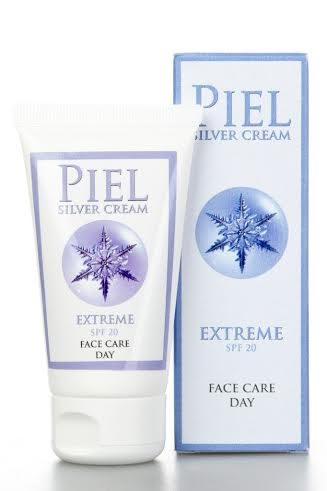 PIEL
SILVER CREAM
EXTREME
SPF 20
FACE CARE
DAY
PIEL
SILVER CREAM
EXTREME
SPF 20
FACE CARE
DAY